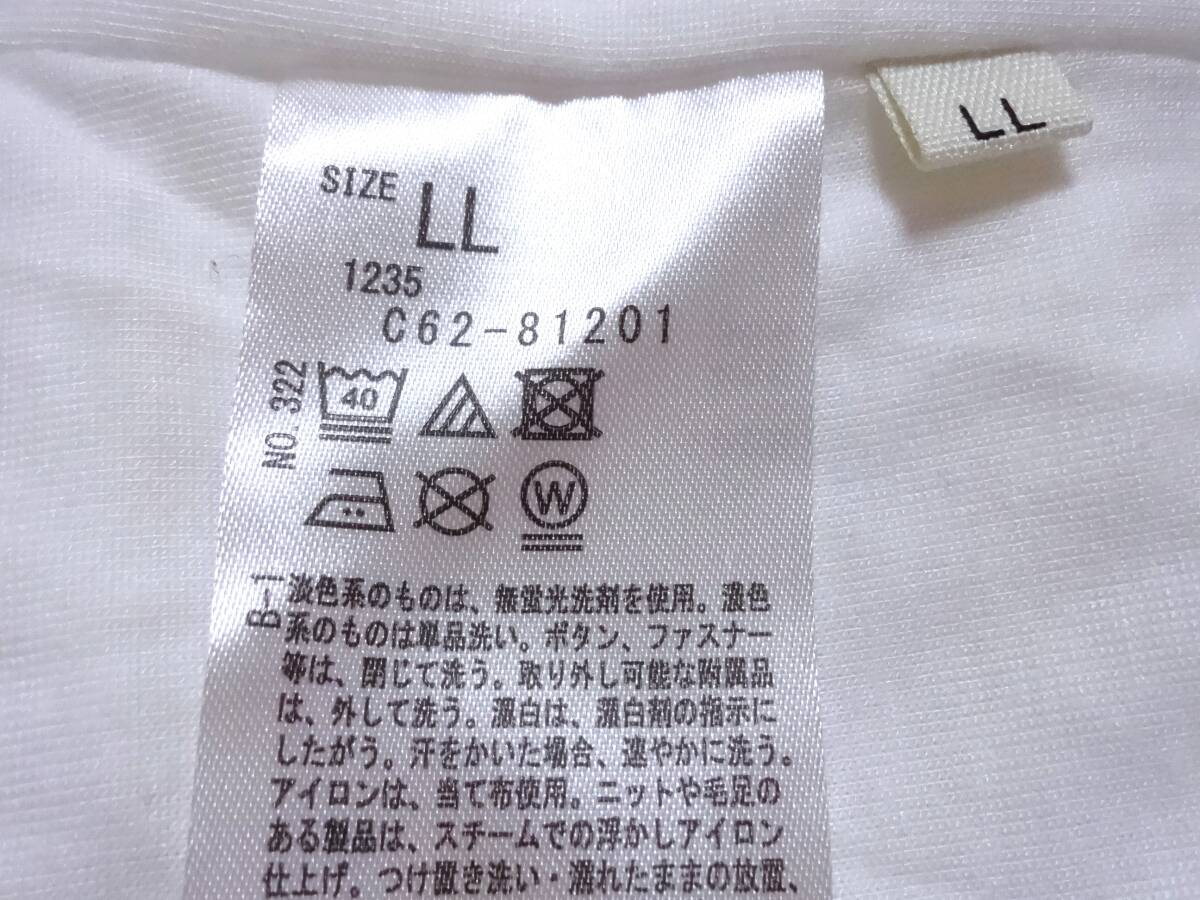 LL
SIZE LL
1235
C62-81201
NO. 322
40
W
B-1
淡色系のものは、無蛍光洗剤を使用。濃色
系のものは単品洗い。ボタン、ファスナー
等は、閉じて洗う。取り外し可能な附属品
は、外して洗う。漂白は、漂白剤の指示に
したがう。汗をかいた場合、速やかに洗う。
アイロンは、当て布使用。ニットや毛足の
ある製品は、スチームでの浮かしアイロン
仕上げ。つけ置き洗い・濡れたままの放置、